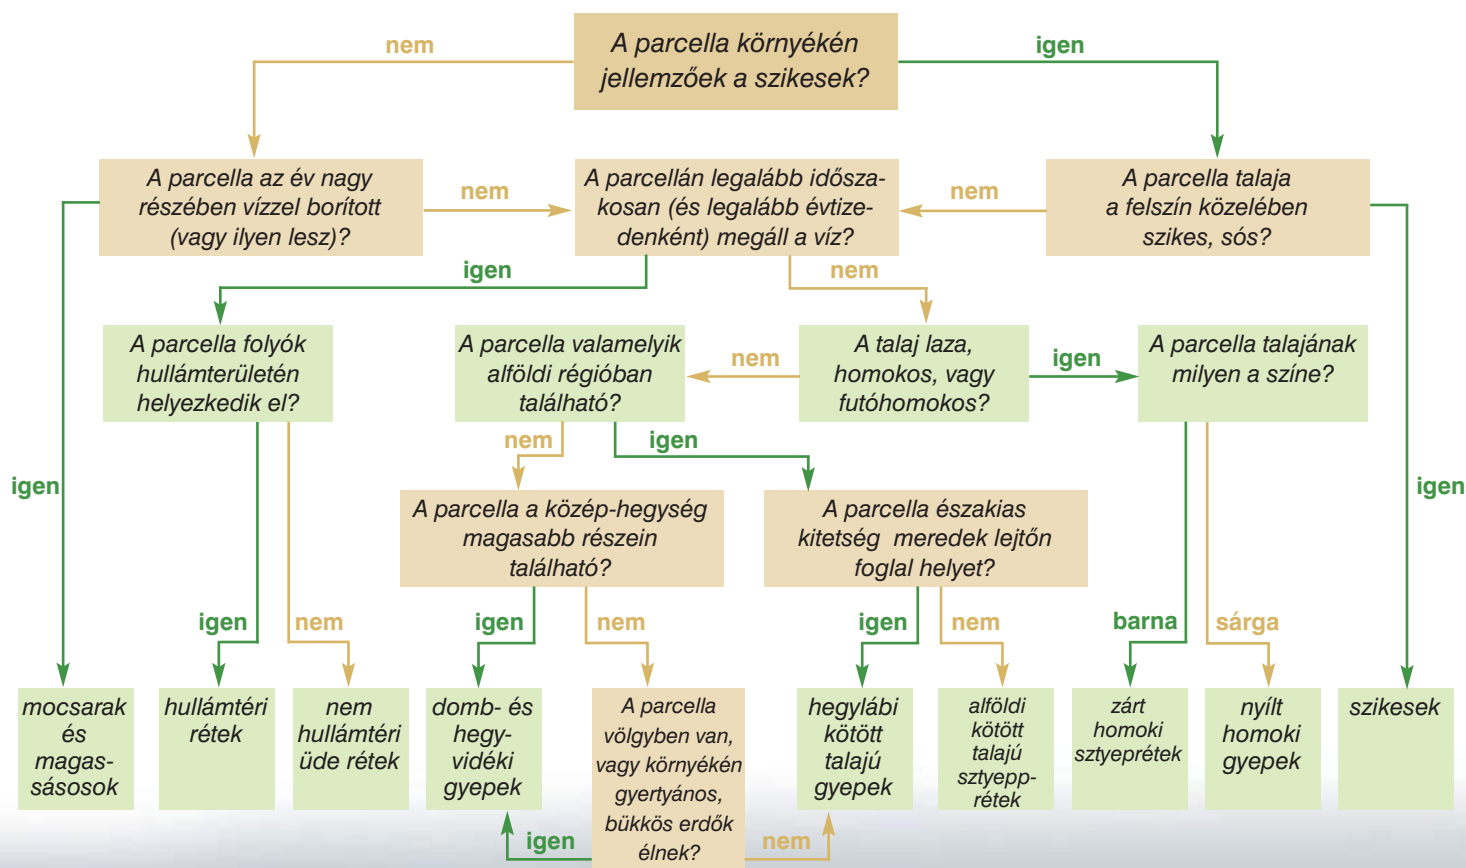 A parcella környékén
jellemzőek a szikesek?
nem
igen
A parcella az év nagy
részében vízzel borított
(vagy ilyen lesz)?
nem
A parcellán legalább idősza-
kosan (és legalább évtize-
denként) megáll a víz?
nem
A parcella talaja
a felszín közelében
szikes, sós?
igen
nem
A parcella folyók
hullámterületén
helyezkedik el?
A parcella valamelyik
alföldi régióban
található?
nem
A talaj laza,
homokos, vagy
futóhomokos?
igen
A parcella talajának
milyen a színe?
nem
igen
igen
igen
A parcella a közép-hegység
magasabb részein
található?
A parcella északias
kitetség meredek lejtőn
foglal helyet?
igen
nem
igen
nem
igen
nem
barna
sárga
mocsarak
és
magas-
sásosok
hullámtéri
rétek
nem
hullámtéri
üde rétek
domb- és
hegy-
vidéki
gyepek
A parcella
völgyben van,
vagy környékén
gyertyános,
bükkös erdők
élnek?
hegylábi
kötött
talajú
gyepek
alföldi
kötött
talajú
sztyepp-
rétek
zárt
homoki
sztyeprétek
nyílt
homoki
gyepek
szikesek
igen
nem